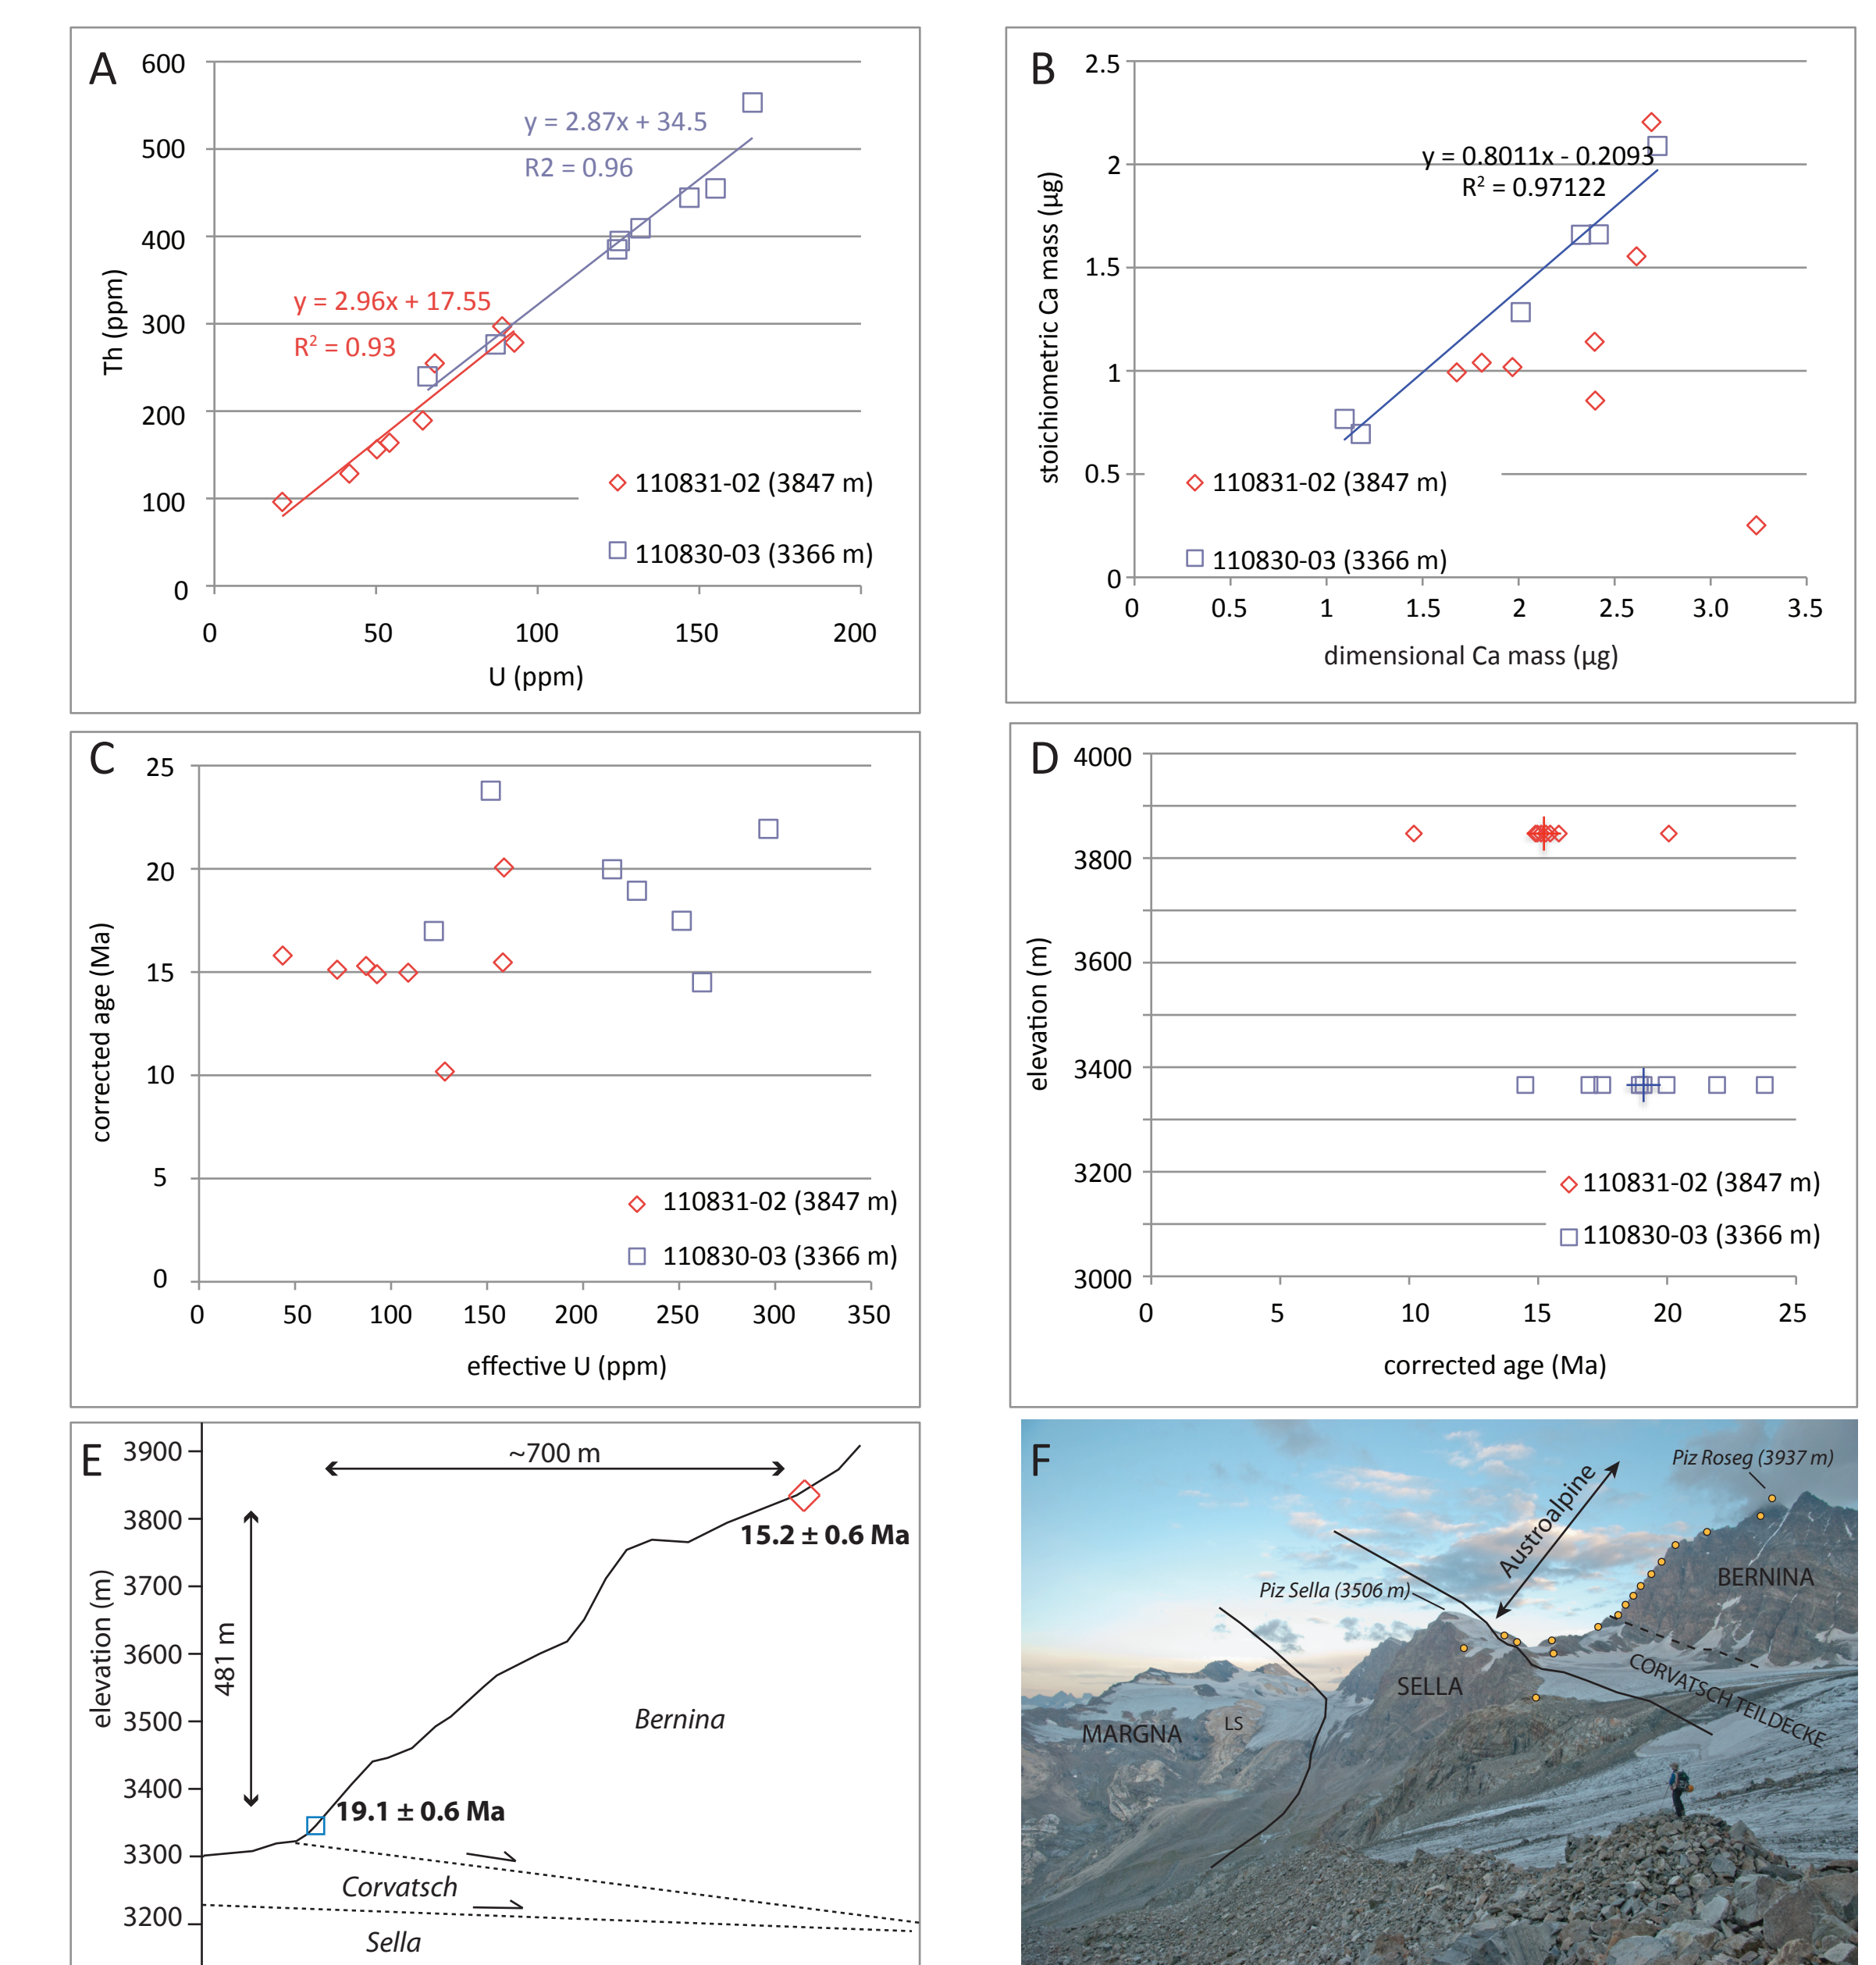 A
600
500
400
300
200
100
0
Th (ppm)
y = 2.87x + 34.5
R2 = 0.96
y = 2.96x + 17.55
R² = 0.93
110831-02 (3847 m)
110830-03 (3366 m)
0 50 100 150 200
U (ppm)
B
2.5
2
1.5
1
0.5
0
stoichiometric Ca mass (µg)
y = 0.8011x - 0.2093
R² = 0.97122
110831-02 (3847 m)
110830-03 (3366 m)
0 0.5 1 1.5 2 2.5 3.0 3.5
dimensional Ca mass (µg)
C
25
20
15
10
5
0
corrected age (Ma)
110831-02 (3847 m)
110830-03 (3366 m)
0 50 100 150 200 250 300 350
effective U (ppm)
D
4000
3800
3600
3400
3200
3000
elevation (m)
110831-02 (3847 m)
110830-03 (3366 m)
0 5 10 15 20 25
corrected age (Ma)
E
3900
3800
3700
3600
3500
3400
3300
3200
elevation (m)
~700 m
481 m
15.2 ± 0.6 Ma
Bernina
19.1 ± 0.6 Ma
Corvatsch
Sella
F
Piz Roseg (3937 m)
Austroalpine
Piz Sella (3506 m)
BERNINA
SELLA
CORVATSCH TEILDECKE
MARGNA
LS